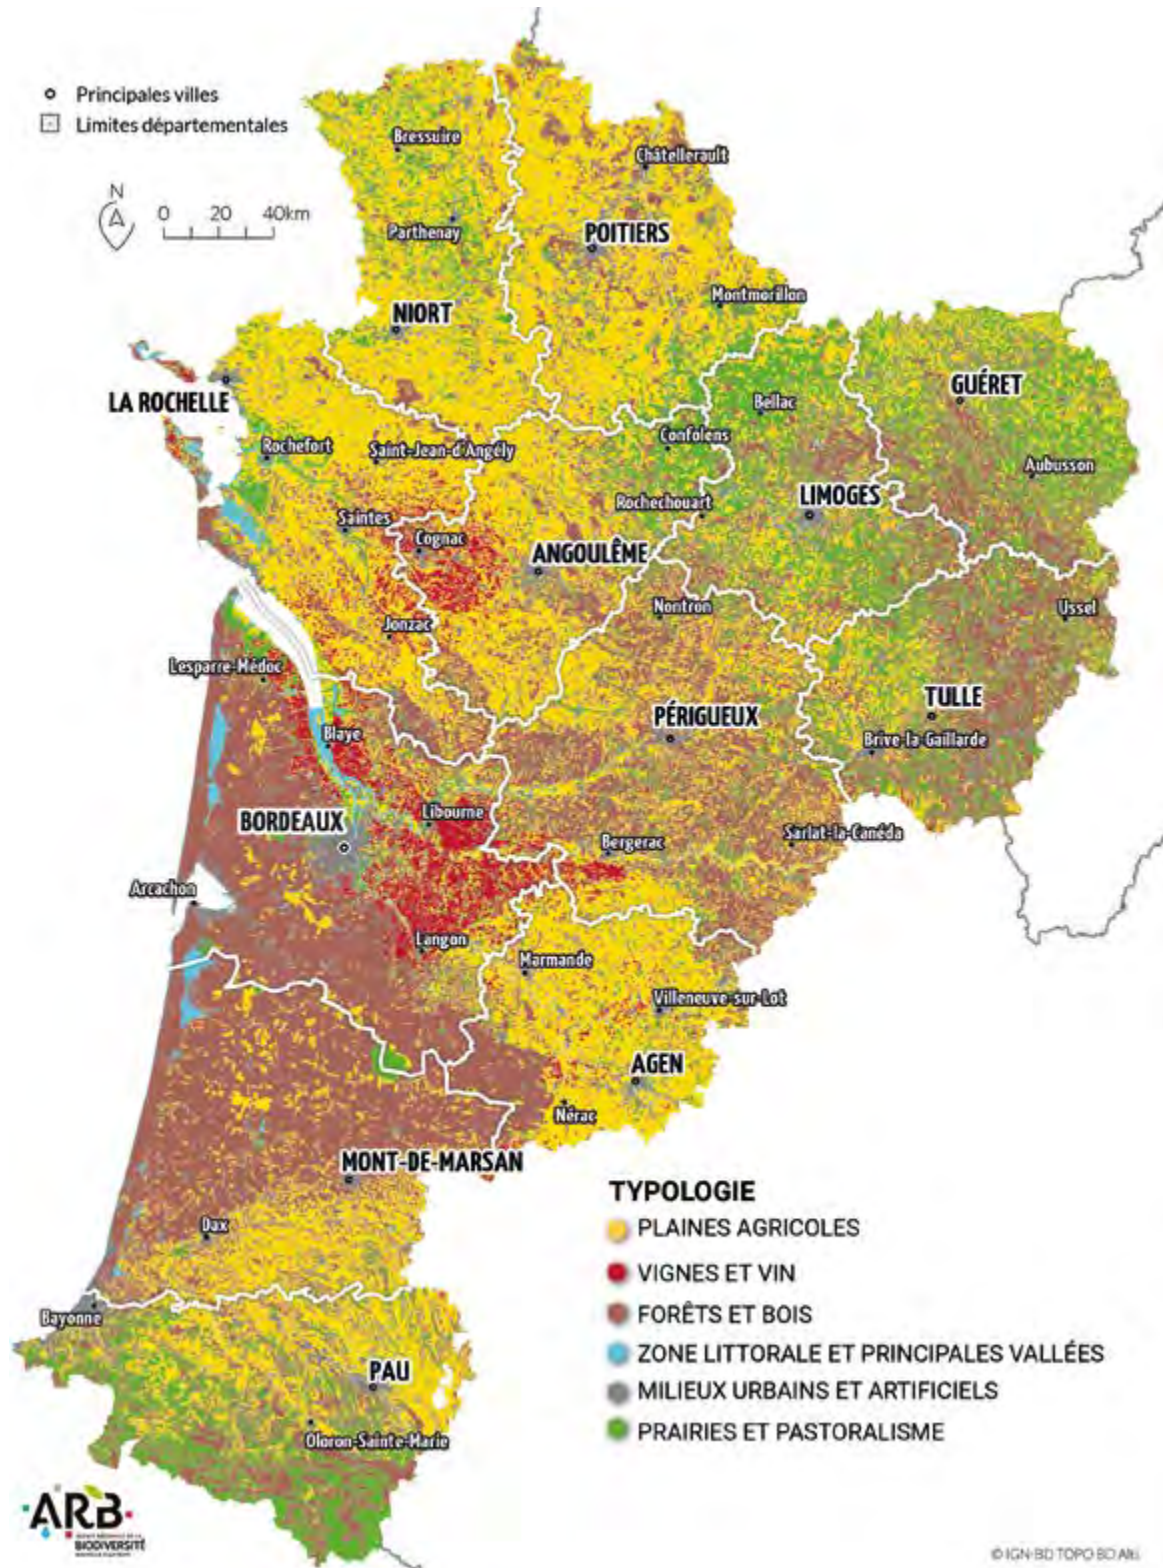 Principales villes
Limites départementales
N
0 20 40km
Bressuire
Châtellerault
Parthenay
POITIERS
Montmorillon
NIORT
LA ROCHELLE
GUÉRET
Bellac
Rochefort
Saint-Jean-d'Angély
Confolens
Aubusson
Rochechouart
LIMOGES
Saintes
Cognac
ANGOULÊME
Nontron
Ussel
Jonzac
Lesparre-Médoc
TULLE
PÉRIGUEUX
Blaye
Brive-la-Gaillarde
Libourne
BORDEAUX
Sarlat-la-Canéda
Bergerac
Arcachon
Langon
Marmande
Villeneuve-sur-Lot
AGEN
Nérac
MONT-DE-MARSAN
TYPOLOGIE
PLAINES AGRICOLES
Dax
VIGNES ET VIN
FORÊTS ET BOIS
Bayonne
ZONE LITTORALE ET PRINCIPALES VALLÉES
PAU
MILIEUX URBAINS ET ARTIFICIELS
PRAIRIES ET PASTORALISME
Oloron-Sainte-Marie
ARB
BIODIVERSITÉ
© IGN-BD TOPO BD